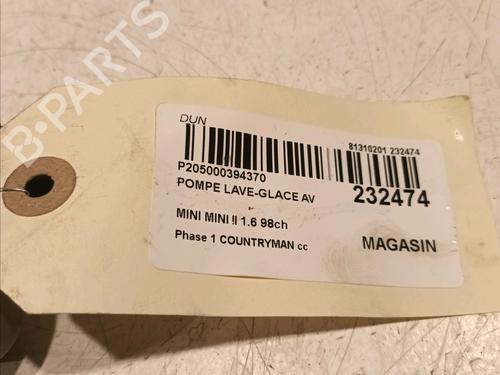 B-PARTS
DUN
81310201 232474
P205000394370
POMPE LAVE-GLACE AV
232474
MINI MINI II 1.6 98ch
Phase 1 COUNTRYMAN cc
MAGASIN